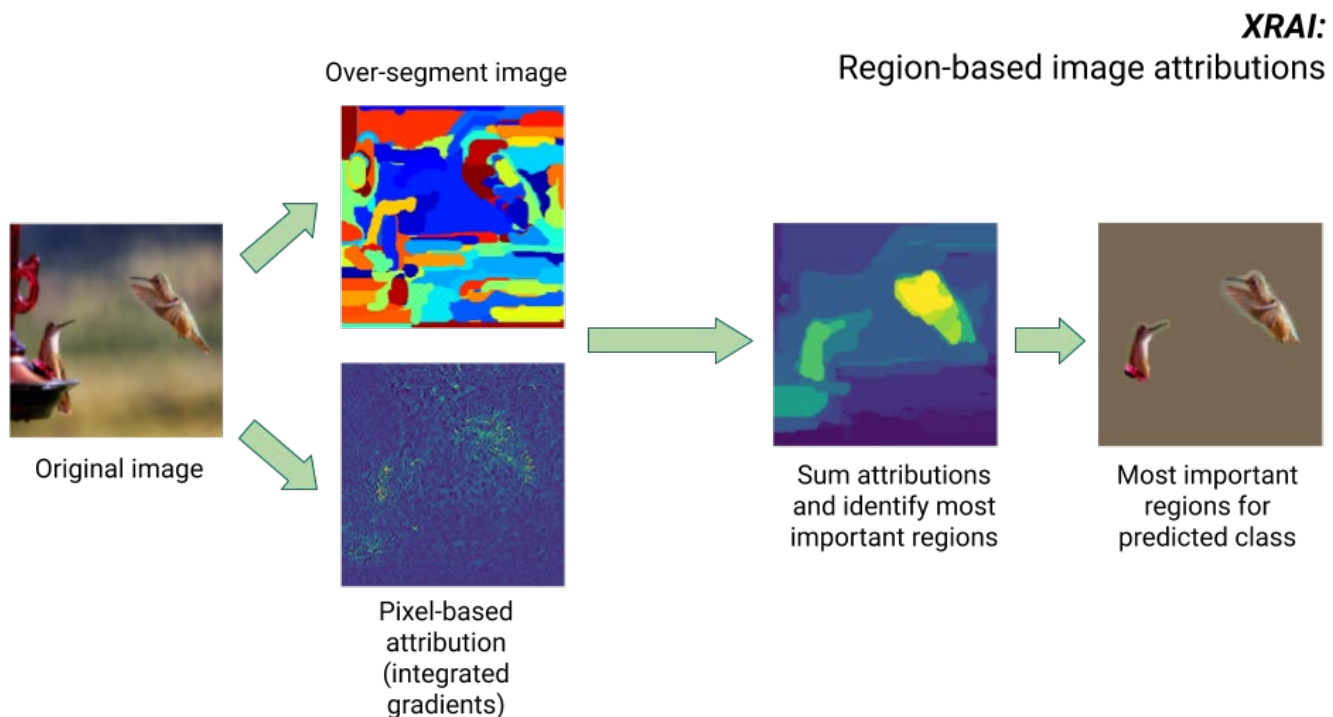 XRAI:
Region-based image attributions
Over-segment image
Original image
Pixel-based
attribution
(integrated
gradients)
Sum attributions
and identify most
important regions
Most important
regions for
predicted class